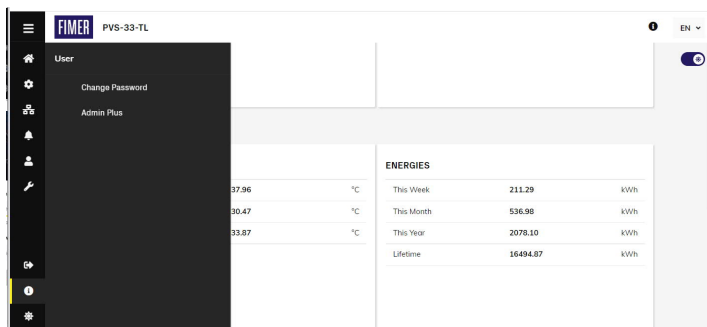 FIMER PVS-33-TL EN
User
Change Password
Admin Plus
ENERGIES
37.96 °C
30.47 °C
33.87 °C
This Week 211.29 kWh
This Month 536.98 kWh
This Year 2078.10 kWh
Lifetime 16494.87 kWh